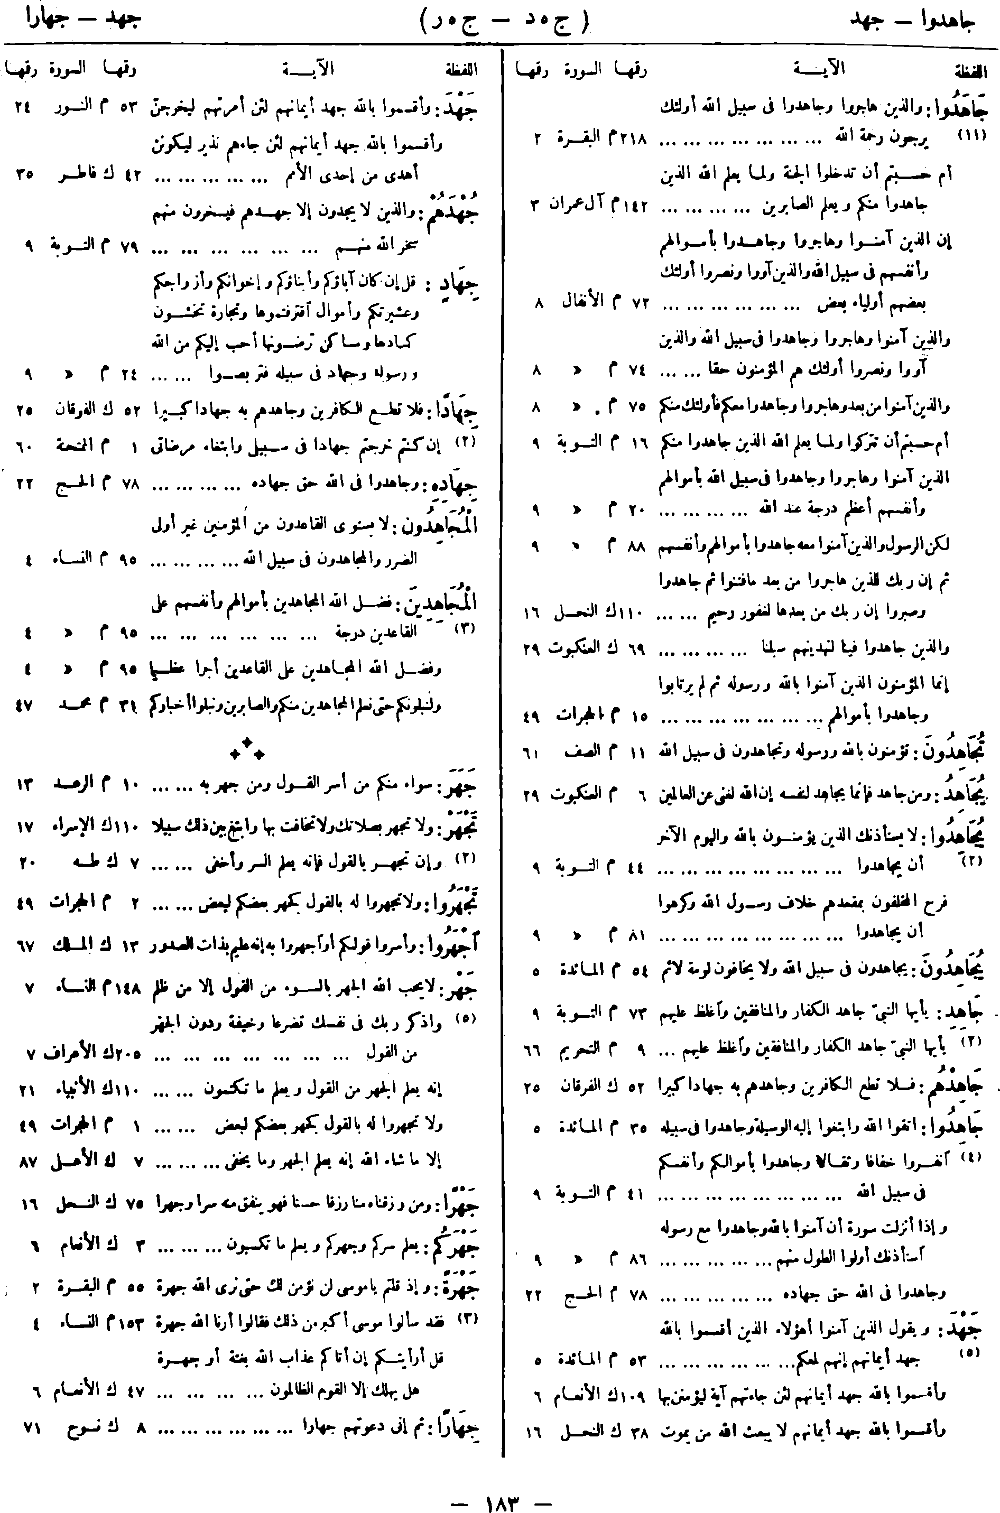 جاهدوا — جهد
( ج ه د — ج ه ر )
جهد — جهارا
اللفظة الآيــة رقها السورة رقها
جَاهَدُوا: والذين هاجروا وجاهدوا فى سبيل الله أولئك
(١١) يرجون رحمة الله ... ... ... ... ... ... ... ٢١٨ م البقرة ٢
أم حسبتم أن تدخلوا الجنة ولما يعلم الله الذين
جاهدوا منكم ويعلم الصابرين ... ... ... ... ١٤٢ م آل عمران ٣
إن الذين آمنوا وهاجروا وجاهدوا بأموالهم
وأنفسهم فى سبيل الله والذين آووا ونصروا أولئك
بعضهم أولياء بعض ... ... ... ... ... ... ٧٢ م الأنفال ٨
والذين آمنوا وهاجروا وجاهدوا فى سبيل الله والذين
آووا ونصروا أولئك هم المؤمنون حقا ... ... ٧٤ م » ٨
والذين آمنوا من بعد وهاجروا وجاهدوا معكم فأولئك منكم ٧٥ م » ٨
أم حسبتم أن تتركوا ولما يعلم الله الذين جاهدوا منكم ١٦ م التوبة ٩
الذين آمنوا وهاجروا وجاهدوا فى سبيل الله بأموالهم
وأنفسهم أعظم درجة عند الله ... ... ... ... ٢٠ م » ٩
لكن الرسول والذين آمنوا معه جاهدوا بأموالهم وأنفسهم ٨٨ م » ٩
ثم إن ربك للذين هاجروا من بعد مافتنوا ثم جاهدوا
وصبروا إن ربك من بعدها لغفور رحيم ... ... ١١٠ ك النحل ١٦
والذين جاهدوا فينا لنهدينهم سبلنا ... ... ... ... ٦٩ ك العنكبوت ٢٩
إنما المؤمنون الذين آمنوا بالله ورسوله ثم لم يرتابوا
وجاهدوا بأموالهم ... ... ... ... ... ... ... ١٥ م الحجرات ٤٩
تُجَاهِدُونَ: تؤمنون بالله ورسوله وتجاهدون فى سبيل الله ١١ م الصف ٦١
يُجَاهِدُ: ومن جاهد فإنما يجاهد لنفسه إن الله لغنى عن العالمين ٦ م العنكبوت ٢٩
يُجَاهِدُوا: لا يستأذنك الذين يؤمنون بالله واليوم الآخر
(٢) أن يجاهدوا ... ... ... ... ... ... ... ... ٤٤ م التوبة ٩
فرح المخلفون بمقعدهم خلاف رسول الله وكرهوا
أن يجاهدوا ... ... ... ... ... ... ... ... ٨١ م » ٩
يُجَاهِدُونَ: يجاهدون فى سبيل الله ولا يخافون لومة لائم ٥٤ م المائدة ٥
جَاهِدِ: يأيها النبىّ جاهد الكفار والمنافقين وآغلظ عليهم ٧٣ م التوبة ٩
(٢) يأيها النبىّ جاهد الكفار والمنافقين وآغلظ عليهم ... ٩ م التحريم ٦٦
جَاهِدْهُم: فلا تطع الكافرين وجاهدهم به جهادا كبيرا ٥٢ ك الفرقان ٢٥
جَاهِدُوا: اتقوا الله وابتغوا إليه الوسيلة وجاهدوا فى سبيله ٣٥ م المائدة ٥
(٤) آنفروا خفافا وثقالا وجاهدوا بأموالكم وأنفسكم
فى سبيل الله ... ... ... ... ... ... ... ... ٤١ م التوبة ٩
وإذا أنزلت سورة أن آمنوا بالله وجاهدوا مع رسوله
آستأذنك أولوا الطول منهم ... ... ... ... ... ... ٨٦ م » ٩
وجاهدوا فى الله حق جهاده ... ... ... ... ... ٧٨ م الحج ٢٢
جَهْدَ: ويقول الذين آمنوا أهؤلاء الذين أقسموا بالله
(٥) جهد أيمانهم إنهم لمعكم ... ... ... ... ... ... ٥٣ م المائدة ٥
وأقسموا بالله جهد أيمانهم لئن جاءتهم آية ليؤمنن بها ١٠٩ ك الأنعام ٦
وأقسموا بالله جهد أيمانهم لا يبعث الله من يموت ٣٨ ك النحل ١٦
اللفظة الآيــة رقها السورة رقها
جَهْدَ: وأقسموا بالله جهد أيمانهم لئن أمرتهم ليخرجن ٥٣ م النور ٢٤
وأقسموا بالله جهد أيمانهم لئن جاءهم نذير ليكونن
أهدى من إحدى الأمم ... ... ... ... ... ٤٢ ك فاطر ٣٥
جُهْدَهُمْ: والذين لا يجدون إلا جهدهم فيسخرون منهم
سخر الله منهم ... ... ... ... ... ... ٧٩ م التوبة ٩
جِهَادٍ: قل إن كان آباؤكم وأبناؤكم وإخوانكم وأزواجكم
وعشيرتكم وأموال آقترفتموها وتجارة تخشون
كسادها ومساكن ترضونها أحب إليكم من الله
ورسوله وجهاد فى سبيله فتربصوا ... ... ٢٤ م » ٩
جِهَادًا: فلا تطع الكافرين وجاهدهم به جهادا كبيرا ٥٢ ك الفرقان ٢٥
(٢) إن كنتم خرجتم جهادا فى سبيلى وابتغاء مرضاتى ١ م الممتحنة ٦٠
جِهَادِهِ: وجاهدوا فى الله حق جهاده ... ... ... ... ٧٨ م الحج ٢٢
الْمُجَاهِدُون: لا يستوى القاعدون من المؤمنين غير أولى
الضرر والمجاهدون فى سبيل الله ... ... ... ... ٩٥ م النساء ٤
الْمُجَاهِدِينَ: فضل الله المجاهدين بأموالهم وأنفسهم على
(٣) القاعدين درجة ... ... ... ... ... ... ٩٥ م » ٤
وفضل الله المجاهدين على القاعدين أجرا عظيما ٩٥ م » ٤
ولنبلونكم حتى نعلم المجاهدين منكم والصابرين ونبلوا أخباركم ٣١ م محمد ٤٧
جَهَرَ: سواء منكم من أسر القول ومن جهر به ... ... ١٠ م الرعد ١٣
تَجْهَرْ: ولا تجهر بصلاتك ولا تخافت بها وابتغ بين ذلك سبيلا ١١٠ ك الإسراء ١٧
(٢) وإن تجهر بالقول فإنه يعلم السر وأخفى ... ... ٧ ك طه ٢٠
تَجْهَرُوا: ولا تجهروا له بالقول كجهر بعضكم لبعض ... ... ٢ م الحجرات ٤٩
آجْهَرُوا: وأسروا قولكم أو آجهروا به إنه عليم بذات الصدور ١٣ ك الملك ٦٧
جَهْرَ: لا يحب الله الجهر بالسوء من القول إلا من ظلم ١٤٨ م النساء ٧
(٥) واذكر ربك فى نفسك تضرعا وخيفة ودون الجهر
من القول ... ... ... ... ... ... ... ٢٠٥ ك الأعراف ٧
إنه يعلم الجهر من القول ويعلم ما تكتمون ... ... ١١٠ ك الأنبياء ٢١
ولا تجهروا له بالقول كجهر بعضكم لبعض ... ... ١ م الحجرات ٤٩
إلا ما شاء الله إنه يعلم الجهر وما يخفى ... ... ... ٧ ك الأعلى ٨٧
جَهْرًا: ومن رزقناه منا رزقا حسنا فهو ينفق منه سرا وجهرا ٧٥ ك النحل ١٦
جَهْرَكُمْ: يعلم سركم وجهركم ويعلم ما تكسبون ... ... ... ٣ ك الأنعام ٦
جَهْرَةً: وإذ قلتم ياموسى لن نؤمن لك حتى نرى الله جهرة ٥٥ م البقرة ٢
(٣) فقد سألوا موسى أكبر من ذلك فقالوا أرنا الله جهرة ١٥٣ م النساء ٤
قل أرأيتكم إن أتاكم عذاب الله بغتة أو جهرة
هل يهلك إلا القوم الظالمون ... ... ... ... ٤٧ ك الأنعام ٦
جِهَارًا: ثم إنى دعوتهم جهارا ... ... ... ... ... ... ٨ ك نوح ٧١
— ١٨٣ —